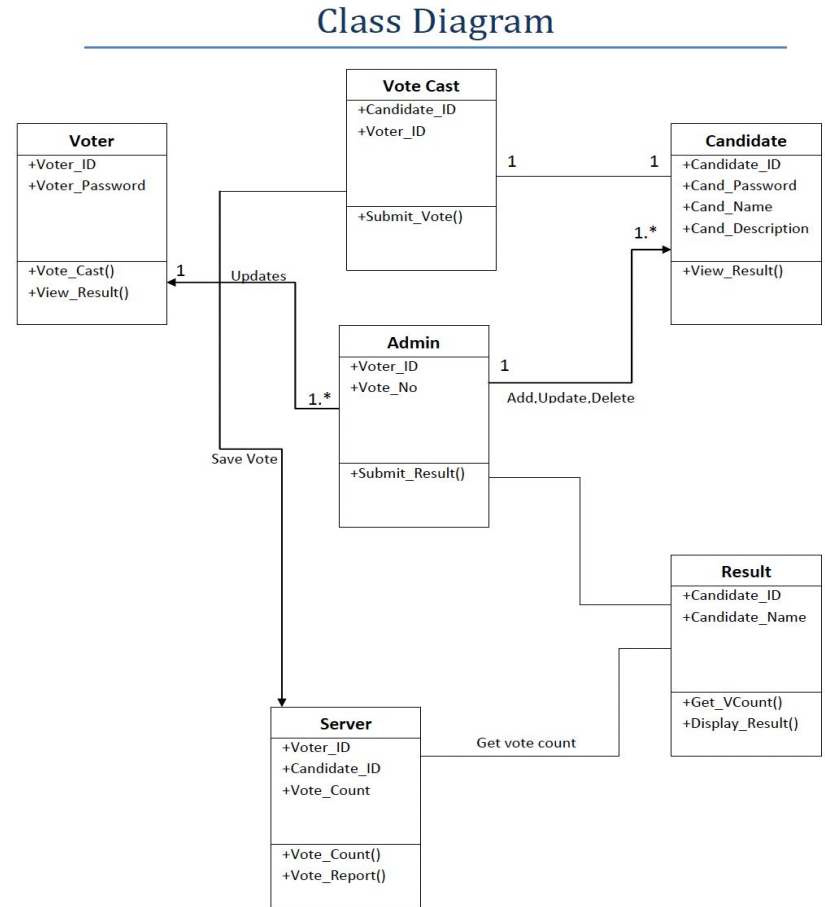 Class Diagram
Vote Cast
+Candidate_ID
+Voter_ID
+Submit_Vote()
Voter
+Voter_ID
+Voter_Password
+Vote_Cast()
+View_Result()
Candidate
+Candidate_ID
+Cand_Password
+Cand_Name
+Cand_Description
+View_Result()
1
1
1.*
1
Updates
1.*
Admin
+Voter_ID
+Vote_No
+Submit_Result()
1
Add,Update,Delete
Save Vote
Result
+Candidate_ID
+Candidate_Name
+Get_VCount()
+Display_Result()
Server
+Voter_ID
+Candidate_ID
+Vote_Count
+Vote_Count()
+Vote_Report()
Get vote count